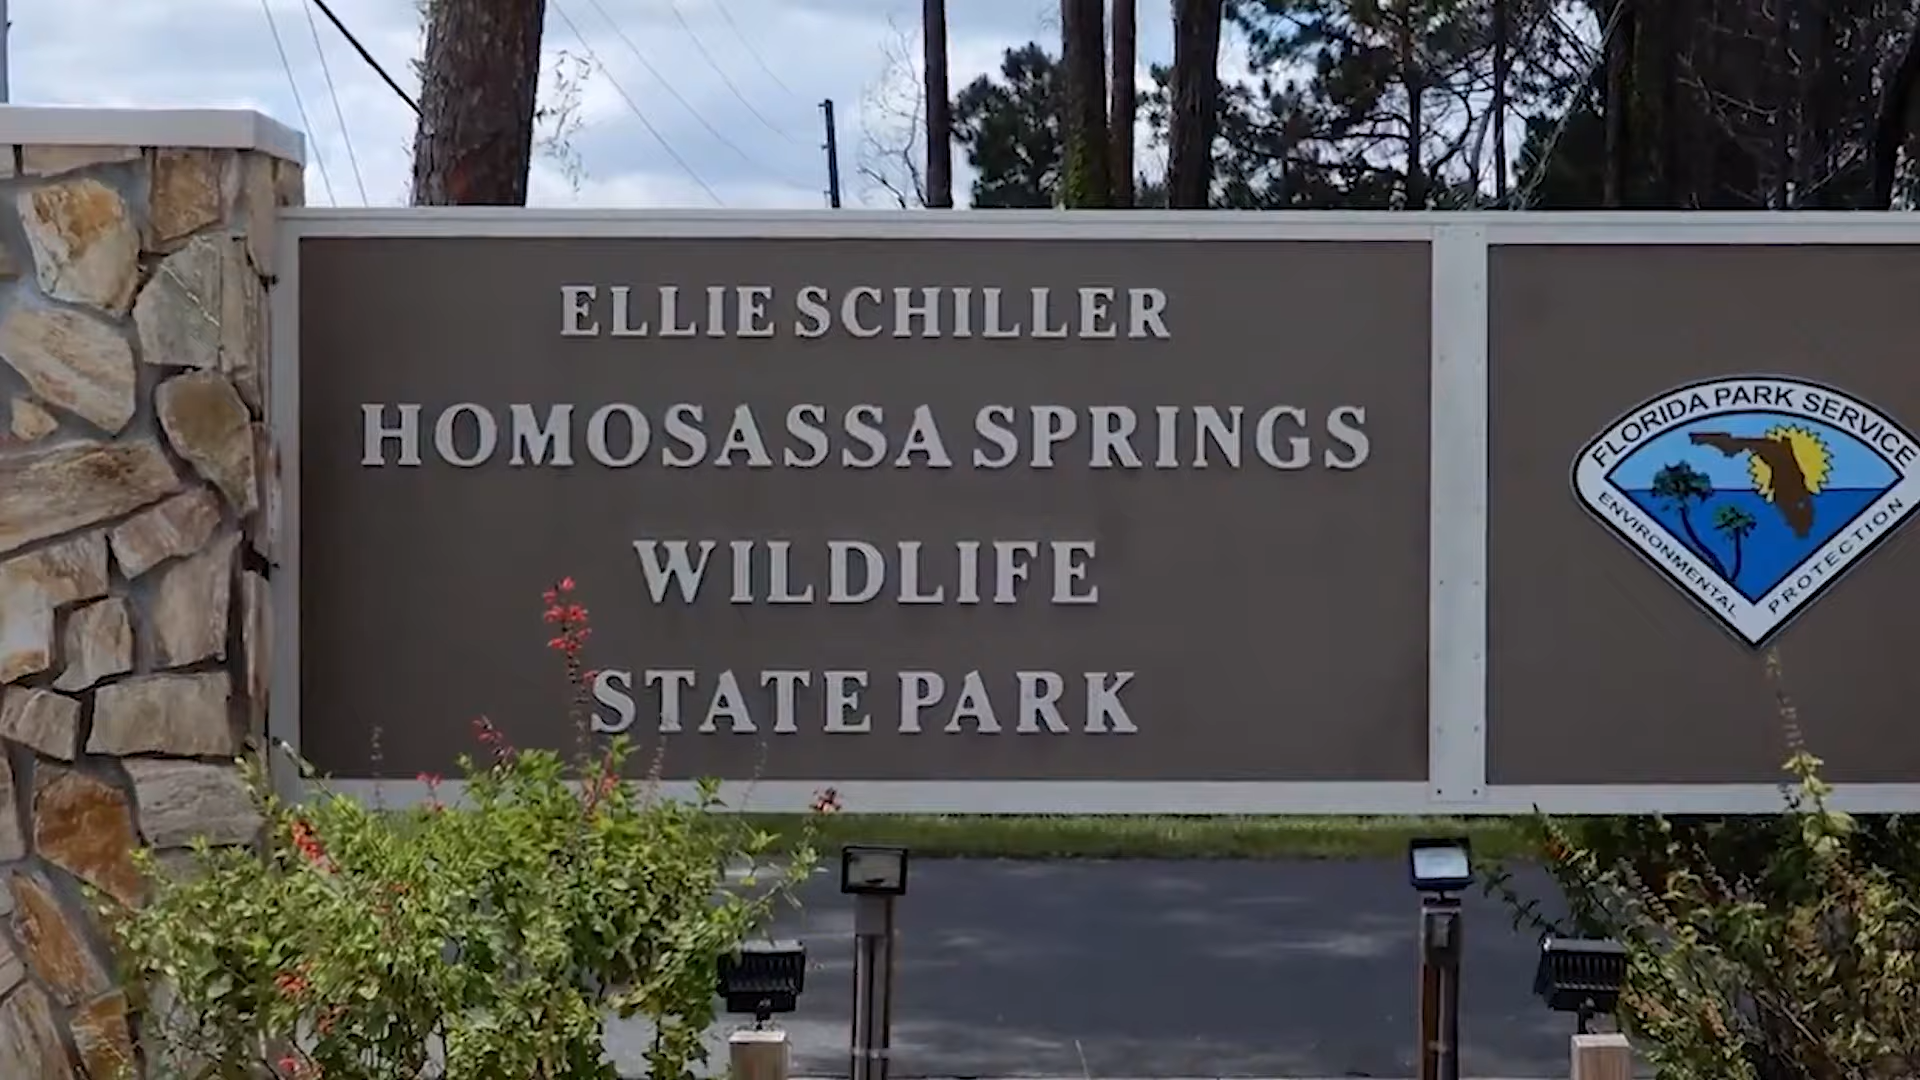 ELLIE SCHILLER
HOMOSASSA SPRINGS
WILDLIFE
STATE PARK
FLORIDA PARK SERVICE
ENVIRONMENTAL PROTECTION